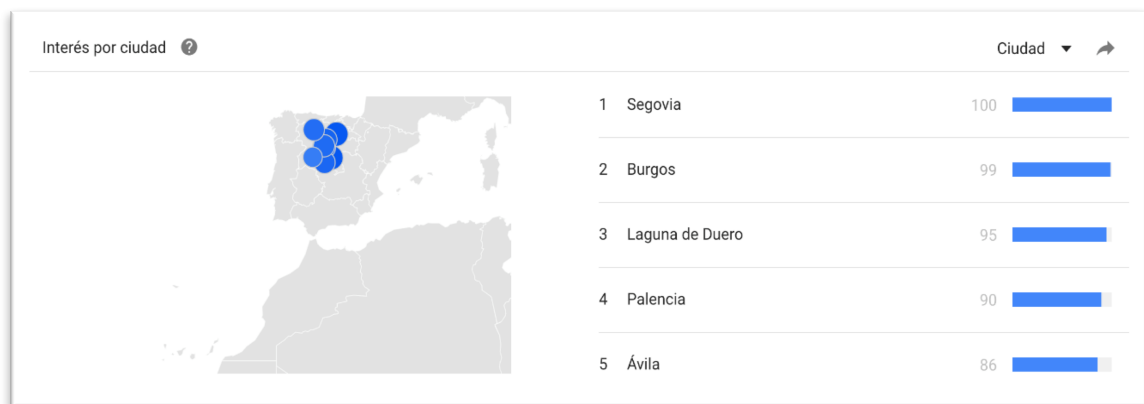 Interés por ciudad ?
Ciudad
1 Segovia 100
2 Burgos 99
3 Laguna de Duero 95
4 Palencia 90
5 Ávila 86